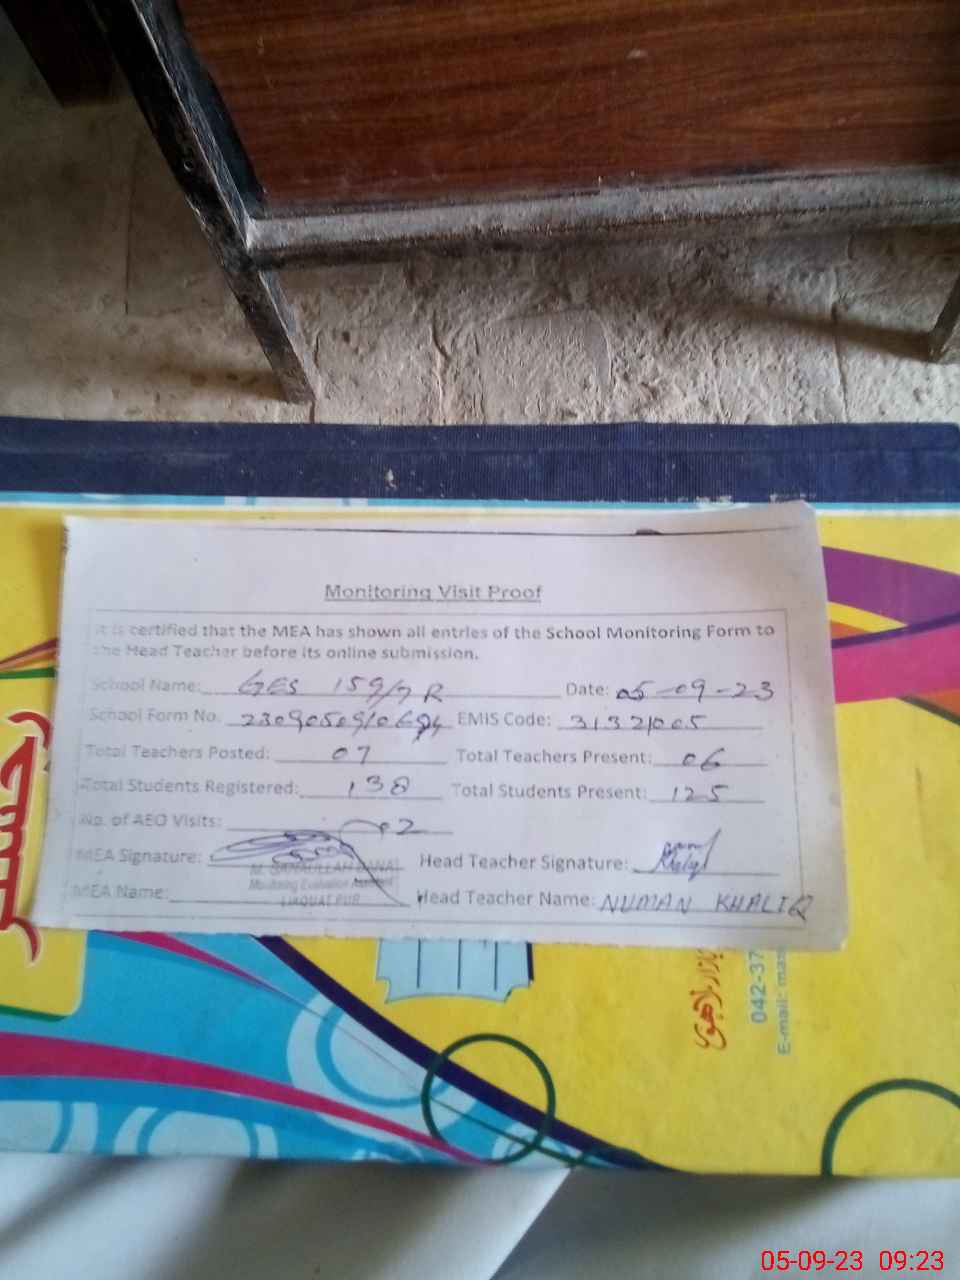 Monitoring Visit Proof
It is certified that the MEA has shown all entries of the School Monitoring Form to
the Head Teacher before its online submission.
School Name: GES 159/7R Date: 05-09-23
School Form No. EMIS Code: 31321005
Total Teachers Posted: 07 Total Teachers Present: 06
Total Students Registered: 138 Total Students Present: 125
No. of AEO Visits: 02
MEA Signature: Head Teacher Signature:
M. SANAULLAH
Monitoring Evaluation Assistant
LIAQUAT PUR
MEA Name: Head Teacher Name: NUMAN KHALIQ
042-37
E-mail: mas
05-09-23 09:23